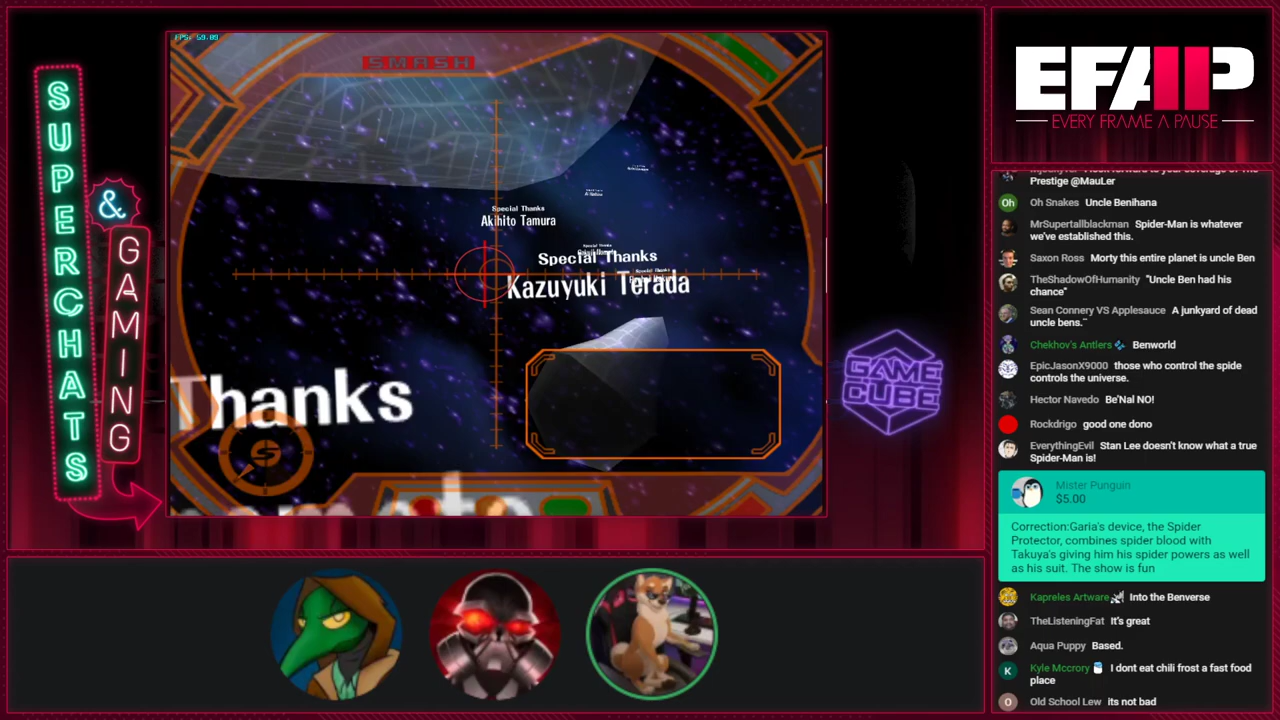 FPS: 59.09
SMASH
SUPERCHATS
&
GAMING
Special Thanks
Akihito Tamura
Special Thanks
Special Thanks
Kazuyuki Terada
Special Thanks
Thanks
S
GAME
CUBE
EFAP
EVERY FRAME A PAUSE
Prestige @MauLer
Oh Snakes Uncle Benihana
MrSupertallblackman Spider-Man is whatever
we've established this.
Saxon Ross Morty this entire planet is uncle Ben
TheShadowOfHumanity "Uncle Ben had his
chance"
Sean Connery VS Applesauce A junkyard of dead
uncle bens.¨
Chekhov's Antlers Benworld
EpicJasonX9000 those who control the spide
controls the universe.
Hector Navedo Be'Nal NO!
Rockdrigo good one dono
EverythingEvil Stan Lee doesn't know what a true
Spider-Man is!
Mister Punguin
$5.00
Correction:Garia's device, the Spider
Protector, combines spider blood with
Takuya's giving him his spider powers as well
as his suit. The show is fun
Kapreles Artware Into the Benverse
TheListeningFat It's great
Aqua Puppy Based.
Kyle Mccrory I dont eat chili frost a fast food
place
Old School Lew its not bad